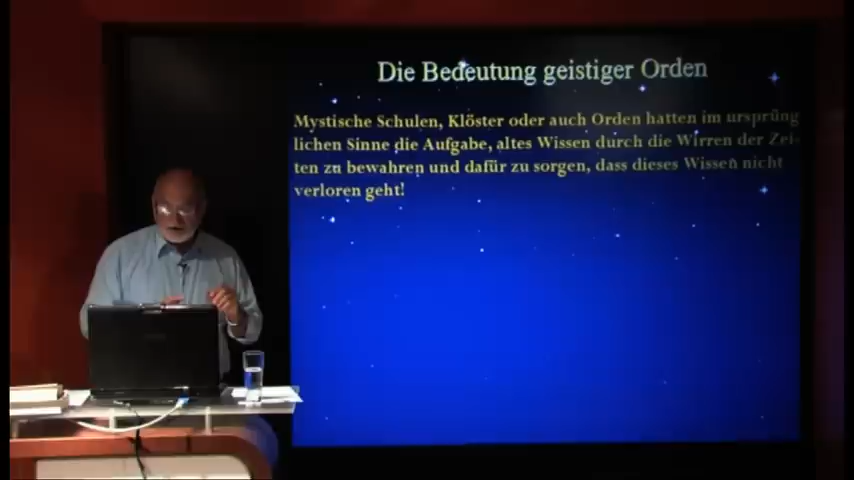 Die Bedeutung geistiger Orden
Mystische Schulen, Klöster oder auch Orden hatten im ursprüng
lichen Sinne die Aufgabe, altes Wissen durch die Wirren der Zei-
ten zu bewahren und dafür zu sorgen, dass dieses Wissen nicht
verloren geht!